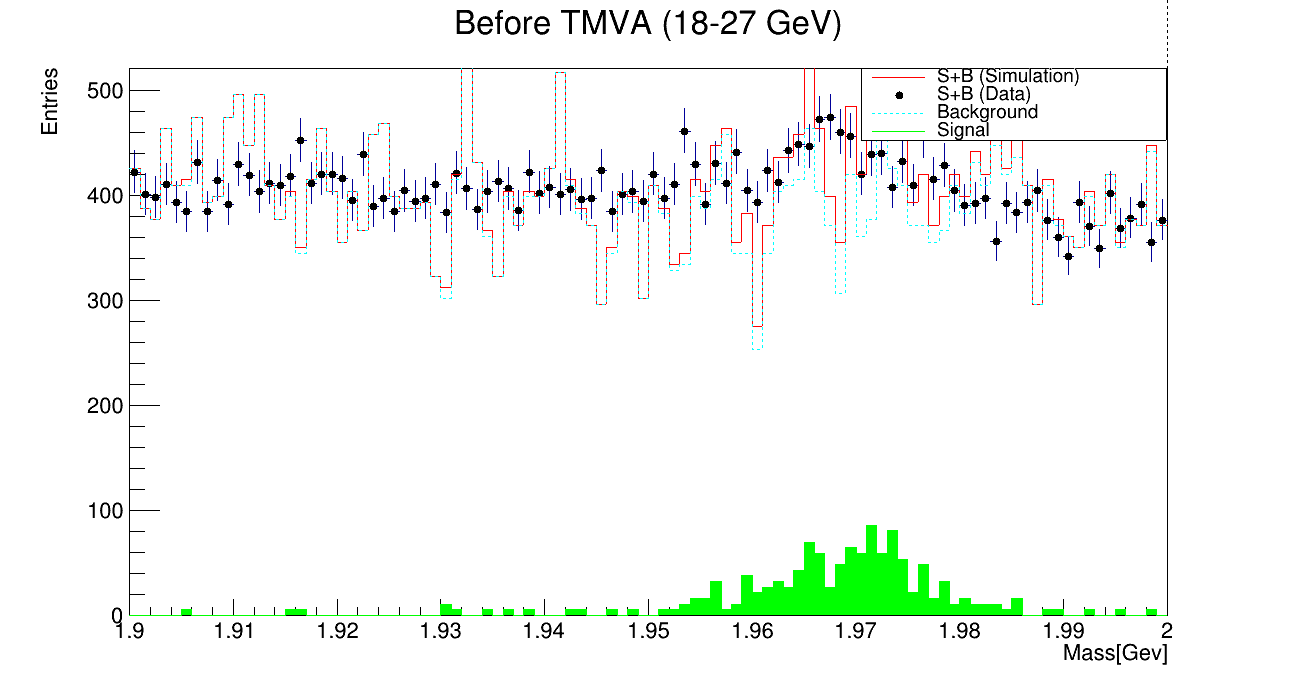 Before TMVA (18-27 GeV)
Entries
S+B (Simulation)
S+B (Data)
Background
Signal
500
400
300
200
100
0
1.9 1.91 1.92 1.93 1.94 1.95 1.96 1.97 1.98 1.99 2
Mass[Gev]